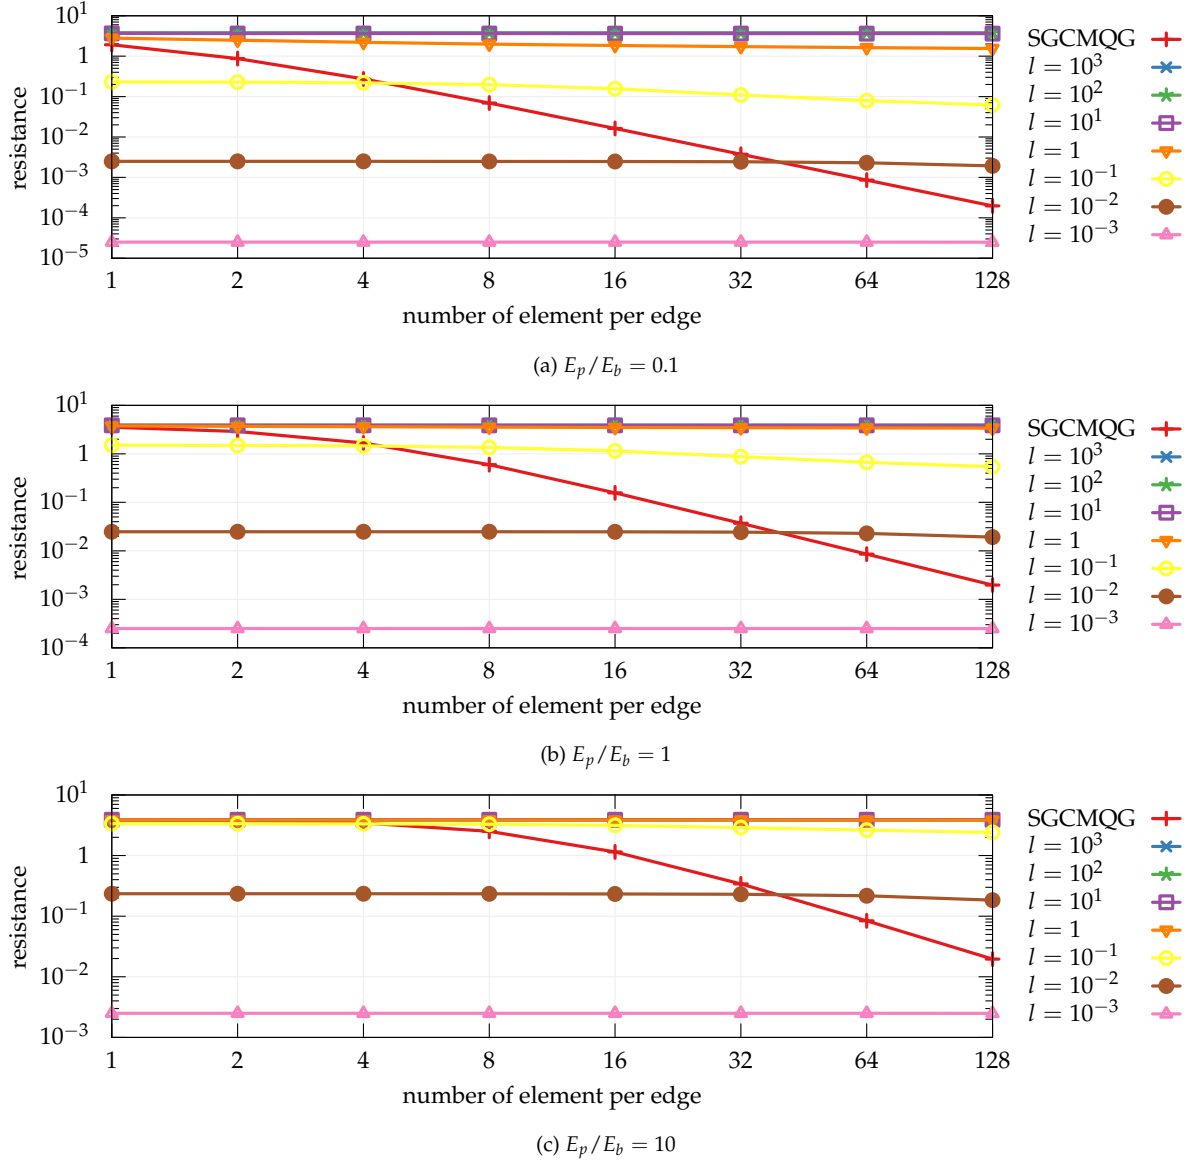 10^1
1
10^−1
10^−2
10^−3
10^−4
10^−5
resistance
1 2 4 8 16 32 64 128
number of element per edge
SGCMQG
l = 10^3
l = 10^2
l = 10^1
l = 1
l = 10^−1
l = 10^−2
l = 10^−3
(a) E_p/E_b = 0.1
10^1
1
10^−1
10^−2
10^−3
10^−4
resistance
1 2 4 8 16 32 64 128
number of element per edge
SGCMQG
l = 10^3
l = 10^2
l = 10^1
l = 1
l = 10^−1
l = 10^−2
l = 10^−3
(b) E_p/E_b = 1
10^1
1
10^−1
10^−2
10^−3
resistance
1 2 4 8 16 32 64 128
number of element per edge
SGCMQG
l = 10^3
l = 10^2
l = 10^1
l = 1
l = 10^−1
l = 10^−2
l = 10^−3
(c) E_p/E_b = 10